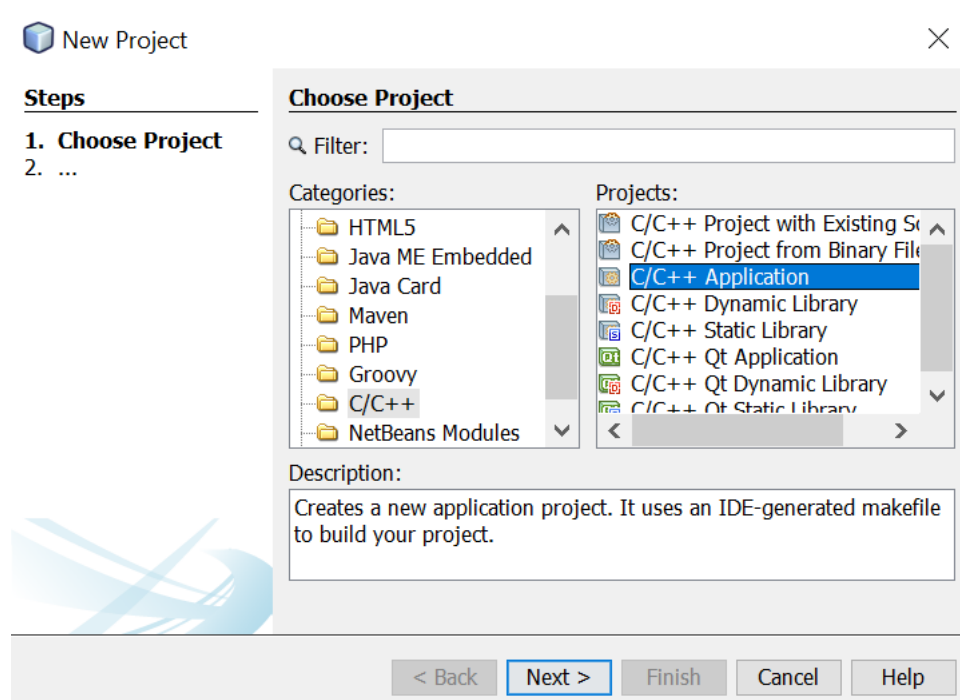 New Project
Steps
1. Choose Project
2. ...
Choose Project
Filter:
Categories:
HTML5
Java ME Embedded
Java Card
Maven
PHP
Groovy
C/C++
NetBeans Modules
Projects:
C/C++ Project with Existing
C/C++ Project from Binary
C/C++ Application
C/C++ Dynamic Library
C/C++ Static Library
C/C++ Qt Application
C/C++ Qt Dynamic Library
C/C++ Qt Static Library
Description:
Creates a new application project. It uses an IDE-generated makefile
to build your project.
< Back
Next >
Finish
Cancel
Help